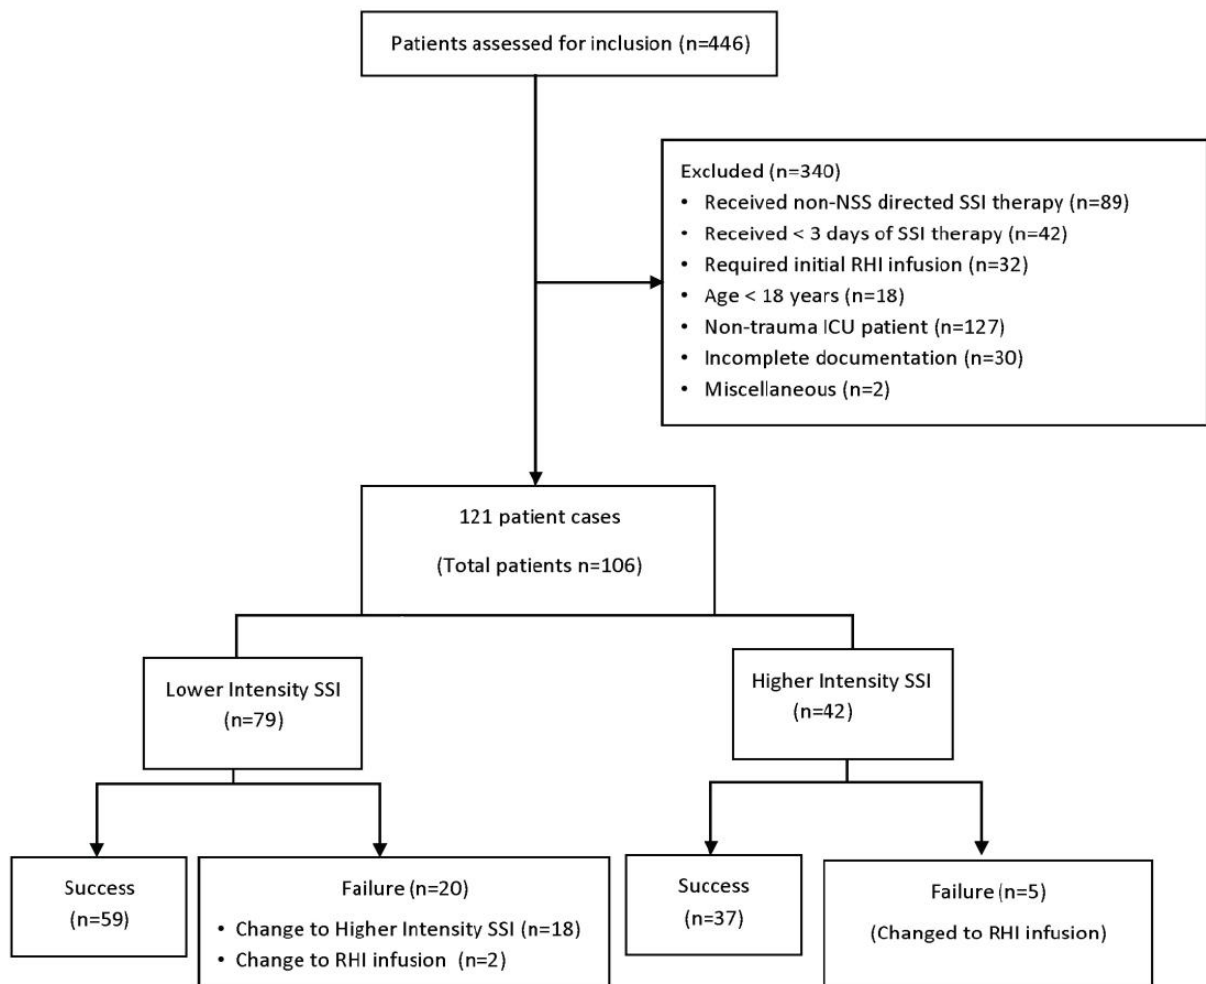 Patients assessed for inclusion (n=446)
Excluded (n=340)
• Received non-NSS directed SSI therapy (n=89)
• Received < 3 days of SSI therapy (n=42)
• Required initial RHI infusion (n=32)
• Age < 18 years (n=18)
• Non-trauma ICU patient (n=127)
• Incomplete documentation (n=30)
• Miscellaneous (n=2)
121 patient cases
(Total patients n=106)
Lower Intensity SSI
(n=79)
Higher Intensity SSI
(n=42)
Success
(n=59)
Failure (n=20)
• Change to Higher Intensity SSI (n=18)
• Change to RHI infusion (n=2)
Success
(n=37)
Failure (n=5)
(Changed to RHI infusion)